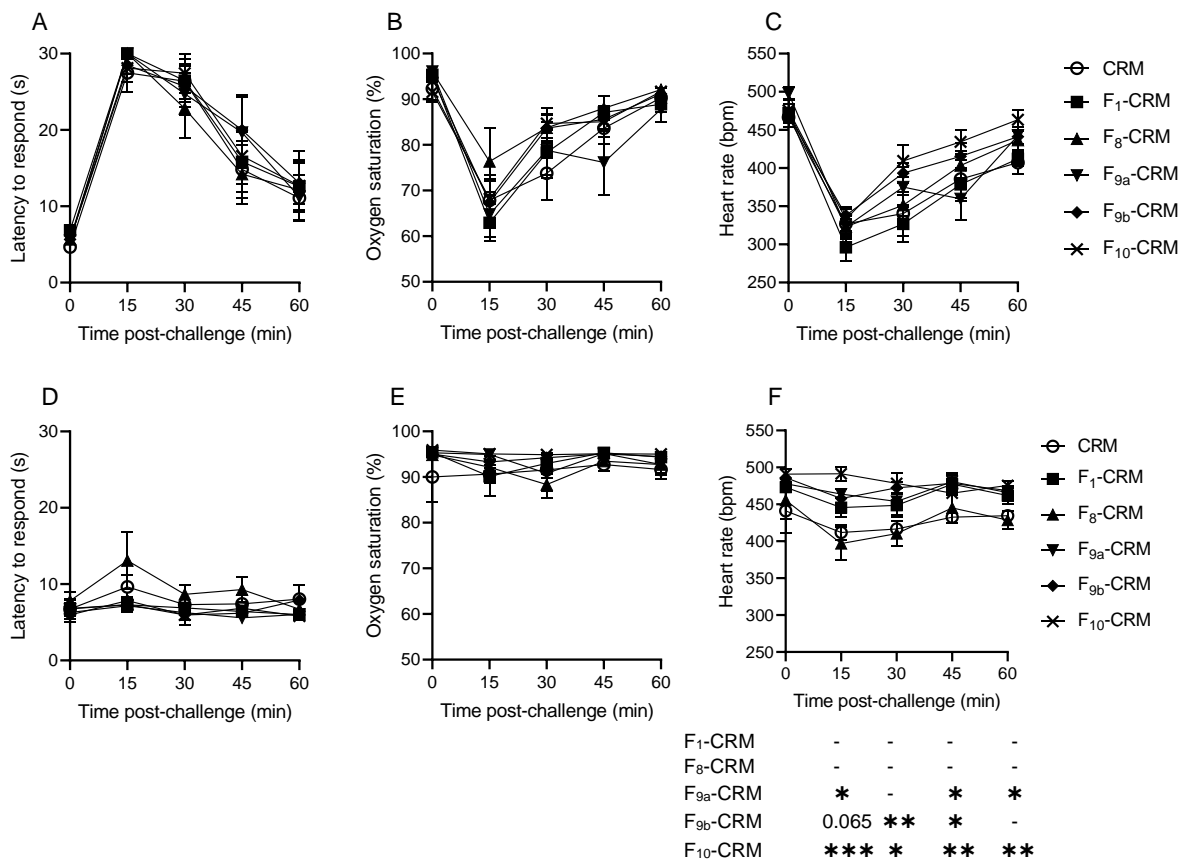 A
Latency to respond (s)
30
20
10
0
0 15 30 45 60
Time post-challenge (min)
B
Oxygen saturation (%)
100
90
80
70
60
50
0 15 30 45 60
Time post-challenge (min)
C
Heart rate (bpm)
550
500
450
400
350
300
250
0 15 30 45 60
Time post-challenge (min)
CRM
F₁-CRM
F₈-CRM
F₉ₐ-CRM
F9b-CRM
F₁₀-CRM
D
Latency to respond (s)
30
20
10
0
0 15 30 45 60
Time post-challenge (min)
E
Oxygen saturation (%)
100
90
80
70
60
50
0 15 30 45 60
Time post-challenge (min)
F
Heart rate (bpm)
550
500
450
400
350
300
250
0 15 30 45 60
Time post-challenge (min)
CRM
F₁-CRM
F₈-CRM
F₉ₐ-CRM
F9b-CRM
F₁₀-CRM
F₁-CRM - - - -
F₈-CRM - - - -
F₉ₐ-CRM * - * *
F9b-CRM 0.065 ** * -
F₁₀-CRM *** * ** **